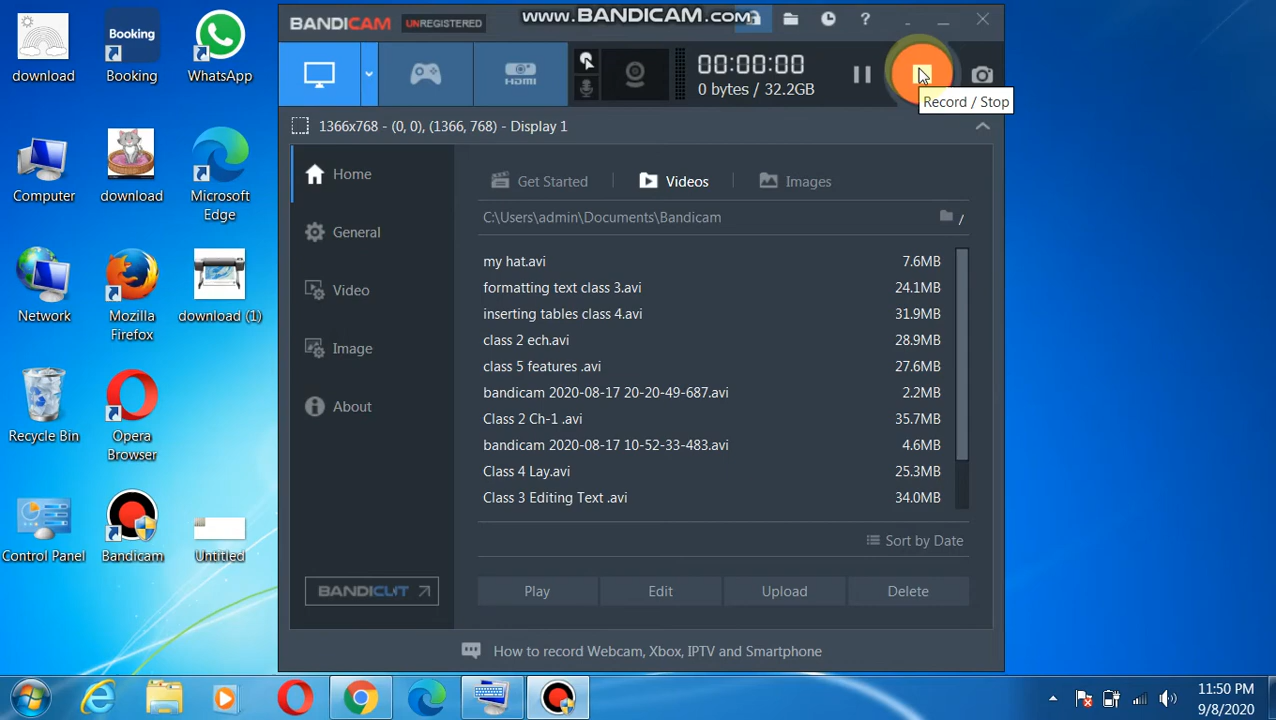 download
Booking
Booking
WhatsApp
Computer
download
Microsoft
Edge
Network
Mozilla
Firefox
download (1)
Recycle Bin
Opera
Browser
Control Panel
Bandicam
Untitled
BANDICAM UNREGISTERED
www.BANDICAM.com
?
HDMI
00:00:00
0 bytes / 32.2GB
Record / Stop
1366x768 - (0, 0), (1366, 768) - Display 1
Home
General
Video
Image
About
BANDICUT
Get Started
Videos
Images
C:\Users\admin\Documents\Bandicam
/
my hat.avi 7.6MB
formatting text class 3.avi 24.1MB
inserting tables class 4.avi 31.9MB
class 2 ech.avi 28.9MB
class 5 features .avi 27.6MB
bandicam 2020-08-17 20-20-49-687.avi 2.2MB
Class 2 Ch-1 .avi 35.7MB
bandicam 2020-08-17 10-52-33-483.avi 4.6MB
Class 4 Lay.avi 25.3MB
Class 3 Editing Text .avi 34.0MB
Sort by Date
Play Edit Upload Delete
How to record Webcam, Xbox, IPTV and Smartphone
11:50 PM
9/8/2020